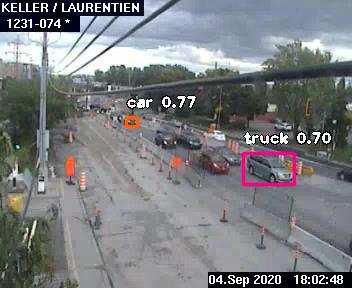 KELLER / LAURENTIEN
1231-074 *
car 0.77
truck 0.70
04.Sep 2020 18:02:48